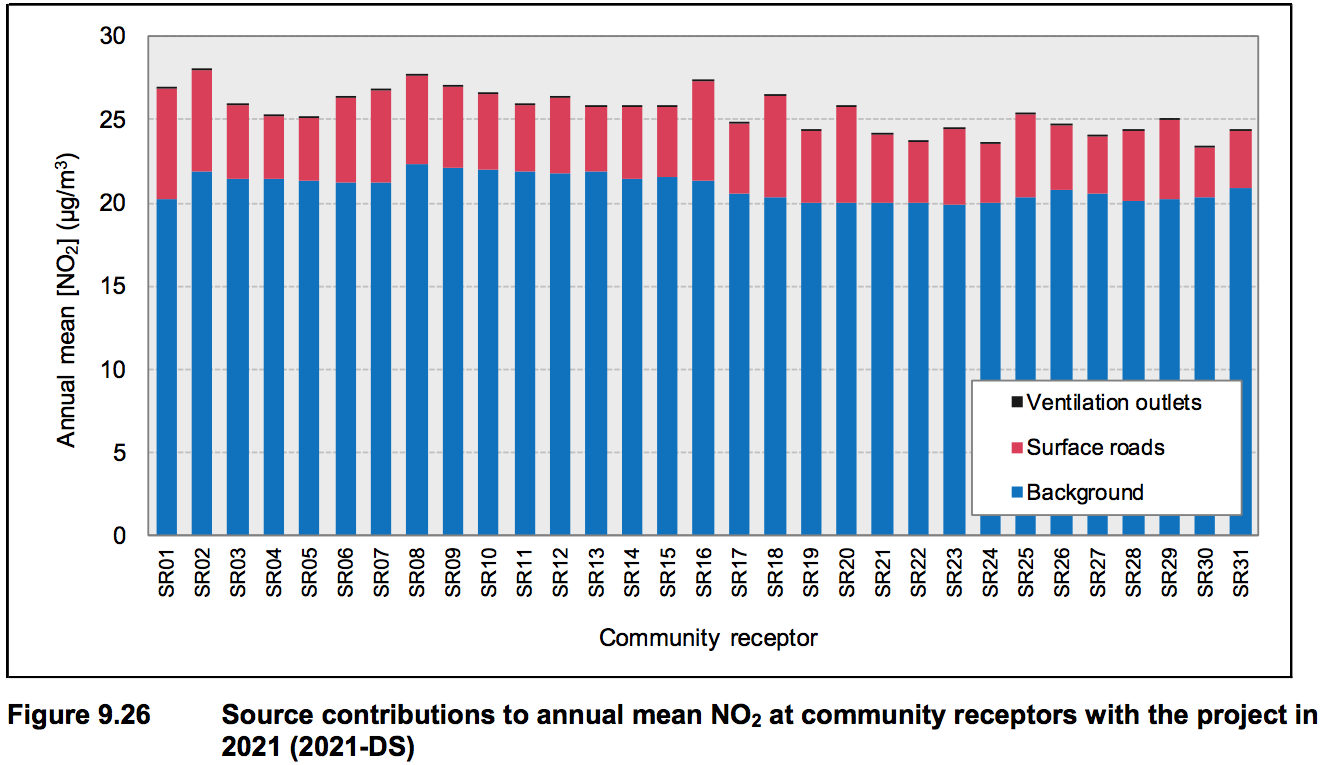 30
25
20
15
10
5
0
Annual mean [NO2] (µg/m3)
Ventilation outlets
Surface roads
Background
SR01 SR02 SR03 SR04 SR05 SR06 SR07 SR08 SR09 SR10 SR11 SR12 SR13 SR14 SR15 SR16 SR17 SR18 SR19 SR20 SR21 SR22 SR23 SR24 SR25 SR26 SR27 SR28 SR29 SR30 SR31
Community receptor
Figure 9.26 Source contributions to annual mean NO2 at community receptors with the project in
2021 (2021-DS)